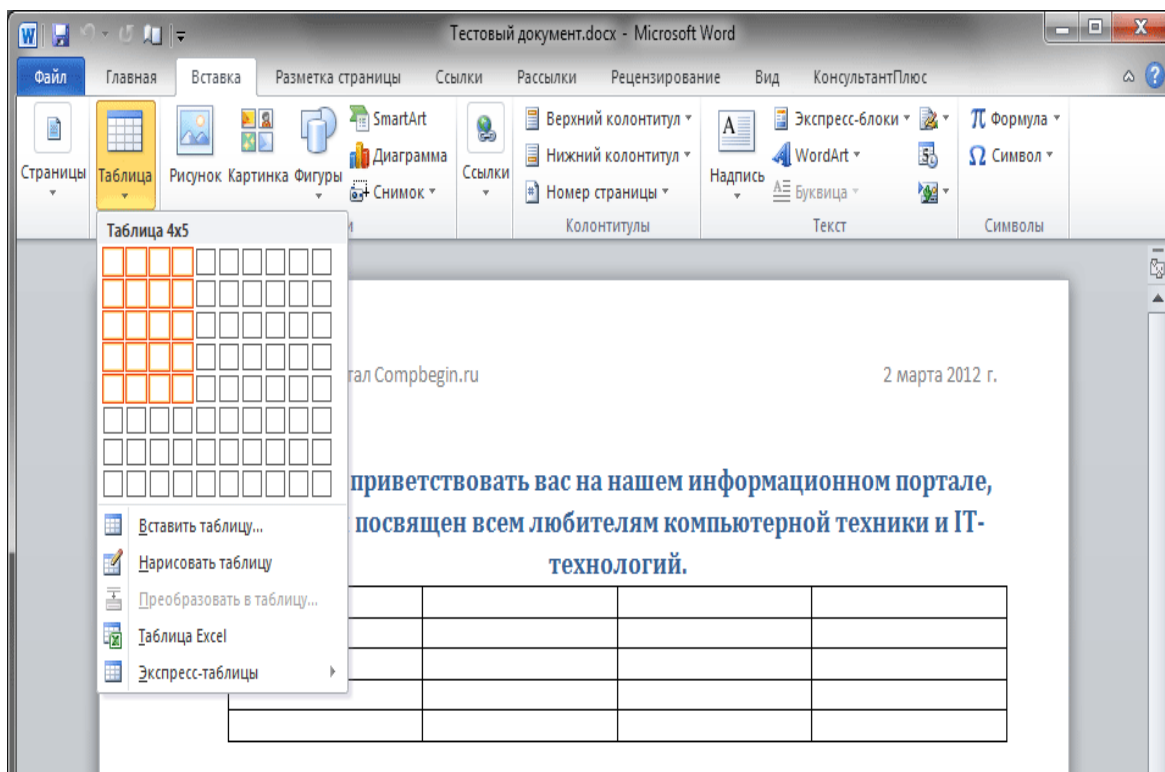 Тестовый документ.docx - Microsoft Word
Файл Главная Вставка Разметка страницы Ссылки Рассылки Рецензирование Вид КонсультантПлюс
Страницы
Таблица
Рисунок Картинка Фигуры
SmartArt
Диаграмма
Снимок
Ссылки
Верхний колонтитул
Нижний колонтитул
Номер страницы
Колонтитулы
Надпись
Экспресс-блоки
WordArt
Буквица
Текст
π Формула
Ω Символ
Символы
Таблица 4x5
Вставить таблицу...
Нарисовать таблицу
Преобразовать в таблицу...
Таблица Excel
Экспресс-таблицы
Compbegin.ru 2 марта 2012 г.
приветствовать вас на нашем информационном портале,
посвящен всем любителям компьютерной техники и IT-
технологий.